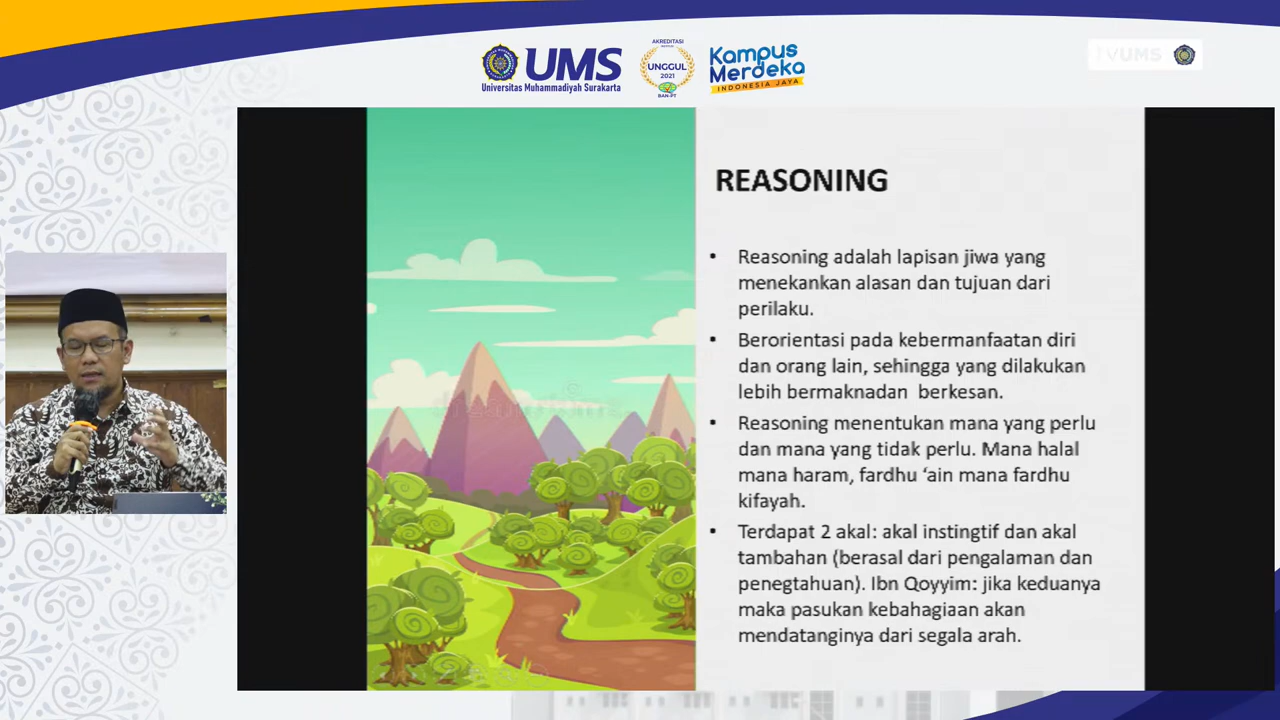 UMS
Universitas Muhammadiyah Surakarta
AKREDITASI
UNGGUL
2021
BAN-PT
Kampus
Merdeka
INDONESIA JAYA
UMS
REASONING
• Reasoning adalah lapisan jiwa yang
menekankan alasan dan tujuan dari
perilaku.
• Berorientasi pada kebermanfaatan diri
dan orang lain, sehingga yang dilakukan
lebih bermaknadan berkesan.
• Reasoning menentukan mana yang perlu
dan mana yang tidak perlu. Mana halal
mana haram, fardhu ‘ain mana fardhu
kifayah.
• Terdapat 2 akal: akal instingtif dan akal
tambahan (berasal dari pengalaman dan
penegtahuan). Ibn Qoyyim: jika keduanya
maka pasukan kebahagiaan akan
mendatanginya dari segala arah.